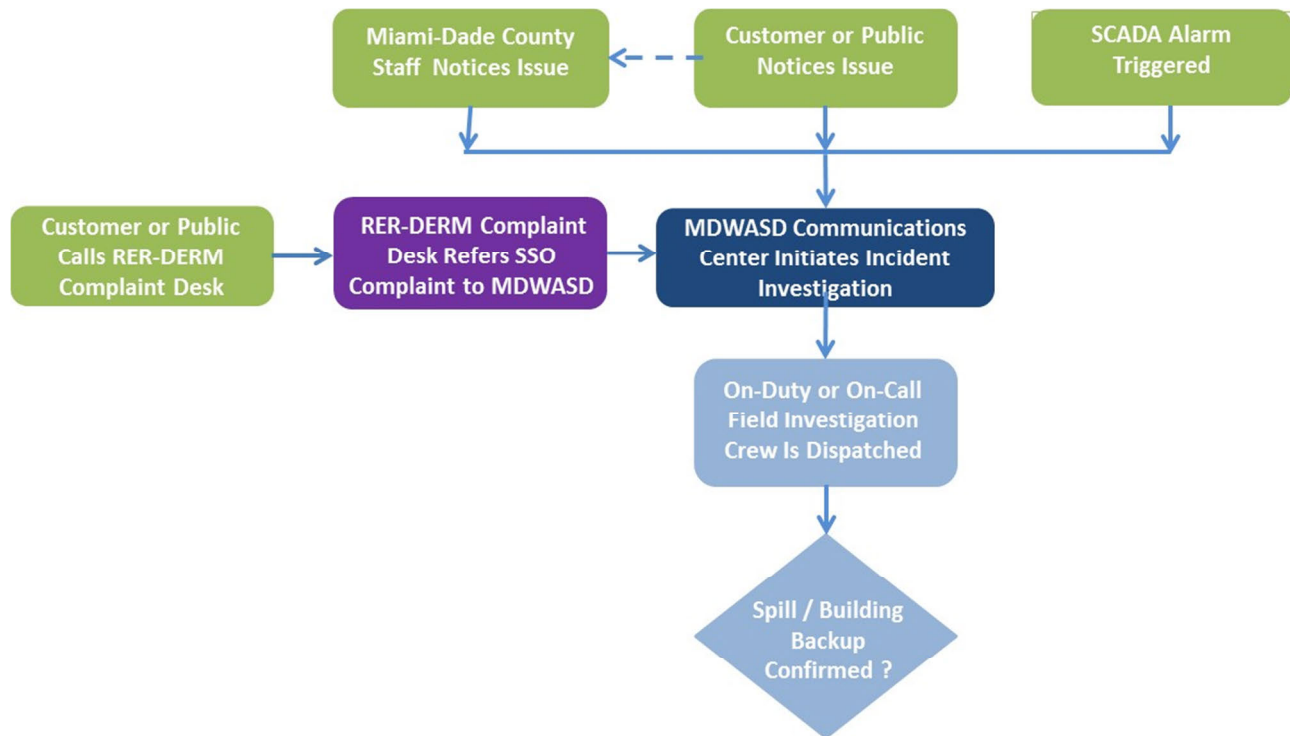 Miami-Dade County
Staff Notices Issue
Customer or Public
Notices Issue
SCADA Alarm
Triggered
Customer or Public
Calls RER-DERM
Complaint Desk
RER-DERM Complaint
Desk Refers SSO
Complaint to MDWASD
MDWASD Communications
Center Initiates Incident
Investigation
On-Duty or On-Call
Field Investigation
Crew Is Dispatched
Spill / Building
Backup
Confirmed ?